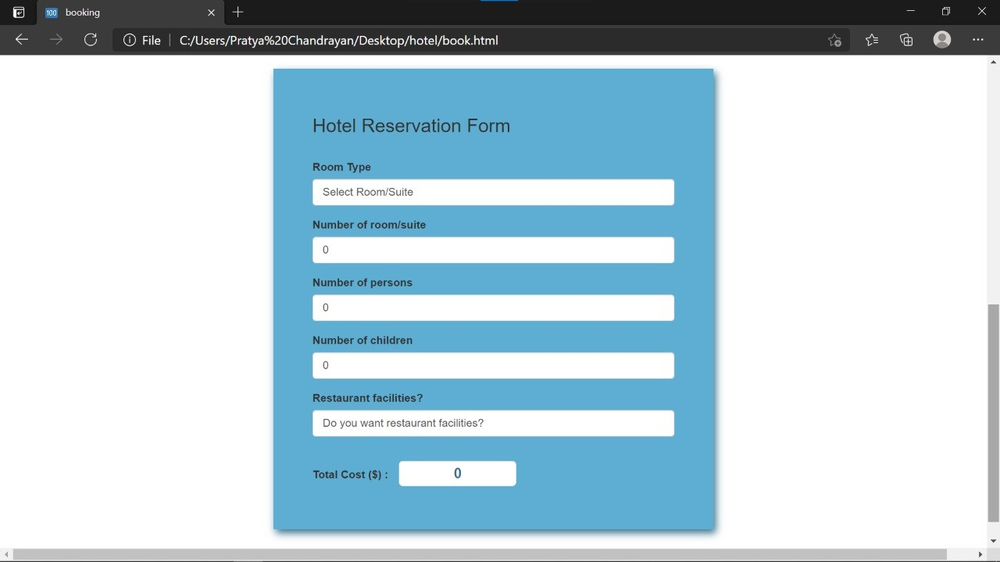 100 booking
File C:/Users/Pratya%20Chandrayan/Desktop/hotel/book.html
Hotel Reservation Form
Room Type
Select Room/Suite
Number of room/suite
0
Number of persons
0
Number of children
0
Restaurant facilities?
Do you want restaurant facilities?
Total Cost ($) : 0